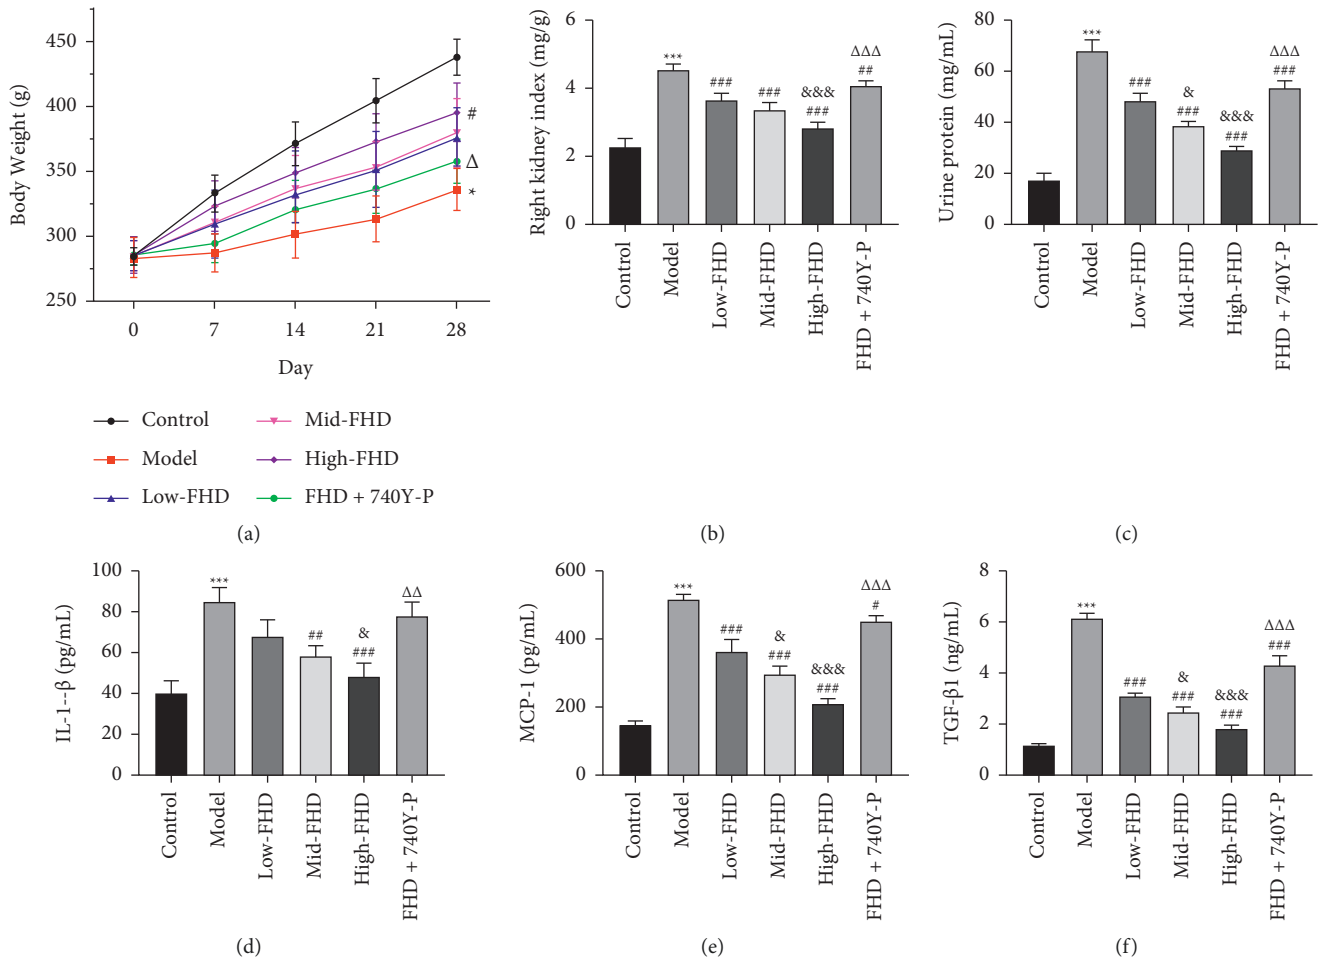 Body Weight (g)
450
400
350
300
250
#
Δ
*
0 7 14 21 28
Day
Control
Model
Low-FHD
Mid-FHD
High-FHD
FHD + 740Y-P
(a)
Right kidney index (mg/g)
6
4
2
0
***
###
###
&&&
###
ΔΔΔ
##
Control
Model
Low-FHD
Mid-FHD
High-FHD
FHD + 740Y-P
(b)
Urine protein (mg/mL)
80
60
40
20
0
***
###
&
###
&&&
###
ΔΔΔ
###
Control
Model
Low-FHD
Mid-FHD
High-FHD
FHD + 740Y-P
(c)
IL-1--β (pg/mL)
100
80
60
40
20
0
***
##
&
###
ΔΔ
Control
Model
Low-FHD
Mid-FHD
High-FHD
FHD + 740Y-P
(d)
MCP-1 (pg/mL)
600
400
200
0
***
###
&
###
&&&
###
ΔΔΔ
#
Control
Model
Low-FHD
Mid-FHD
High-FHD
FHD + 740Y-P
(e)
TGF-β1 (ng/mL)
8
6
4
2
0
***
###
&
###
&&&
###
ΔΔΔ
###
Control
Model
Low-FHD
Mid-FHD
High-FHD
FHD + 740Y-P
(f)